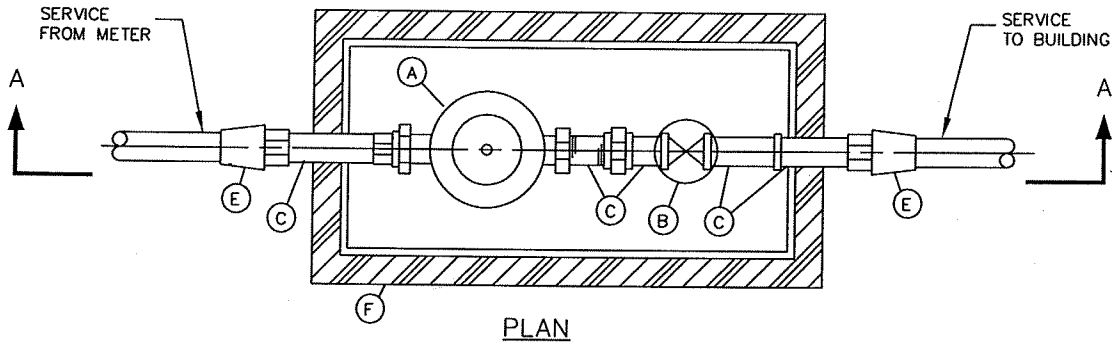 SERVICE
FROM METER
SERVICE
TO BUILDING
A
A
A
E
C
C
B
C
E
F
PLAN